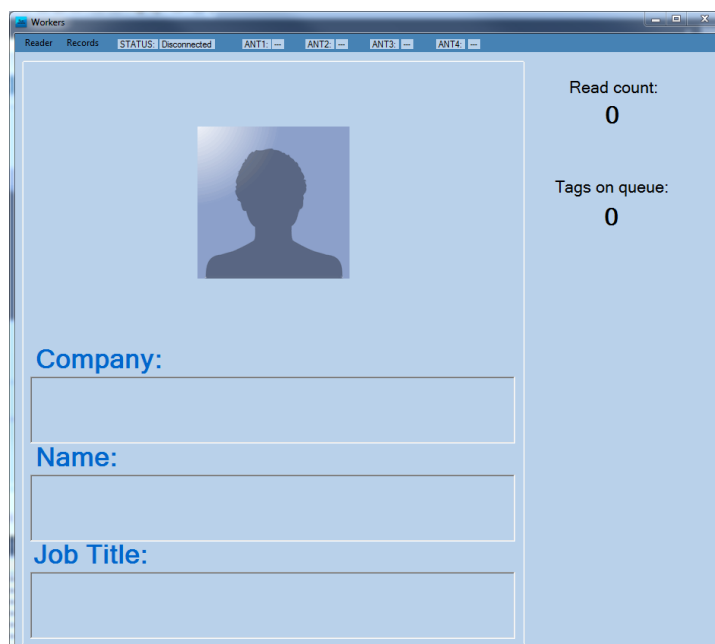 Workers
Reader Records STATUS: Disconnected ANT1: --- ANT2: --- ANT3: --- ANT4: ---
Read count:
0
Tags on queue:
0
Company:
Name:
Job Title: